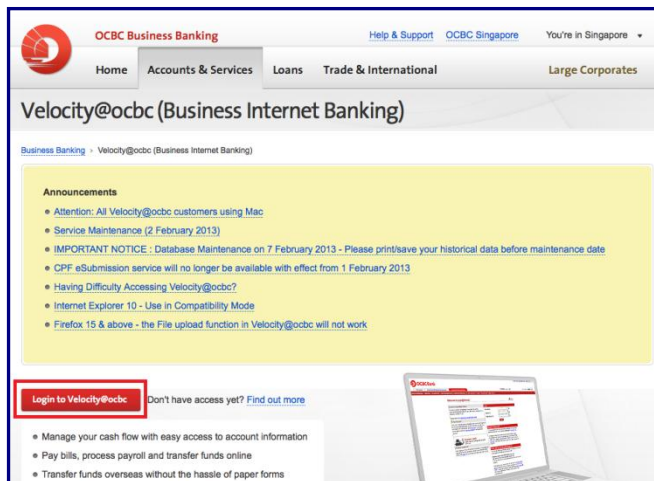 OCBC Business Banking
Help & Support
OCBC Singapore
You're in Singapore
Home
Accounts & Services
Loans
Trade & International
Large Corporates
Velocity@ocbc (Business Internet Banking)
Business Banking › Velocity@ocbc (Business Internet Banking)
Announcements
Attention: All Velocity@ocbc customers using Mac
Service Maintenance (2 February 2013)
IMPORTANT NOTICE : Database Maintenance on 7 February 2013 - Please print/save your historical data before maintenance date
CPF eSubmission service will no longer be available with effect from 1 February 2013
Having Difficulty Accessing Velocity@ocbc?
Internet Explorer 10 - Use in Compatibility Mode
Firefox 15 & above - the File upload function in Velocity@ocbc will not work
Login to Velocity@ocbc
Don't have access yet? Find out more
Manage your cash flow with easy access to account information
Pay bills, process payroll and transfer funds online
Transfer funds overseas without the hassle of paper forms